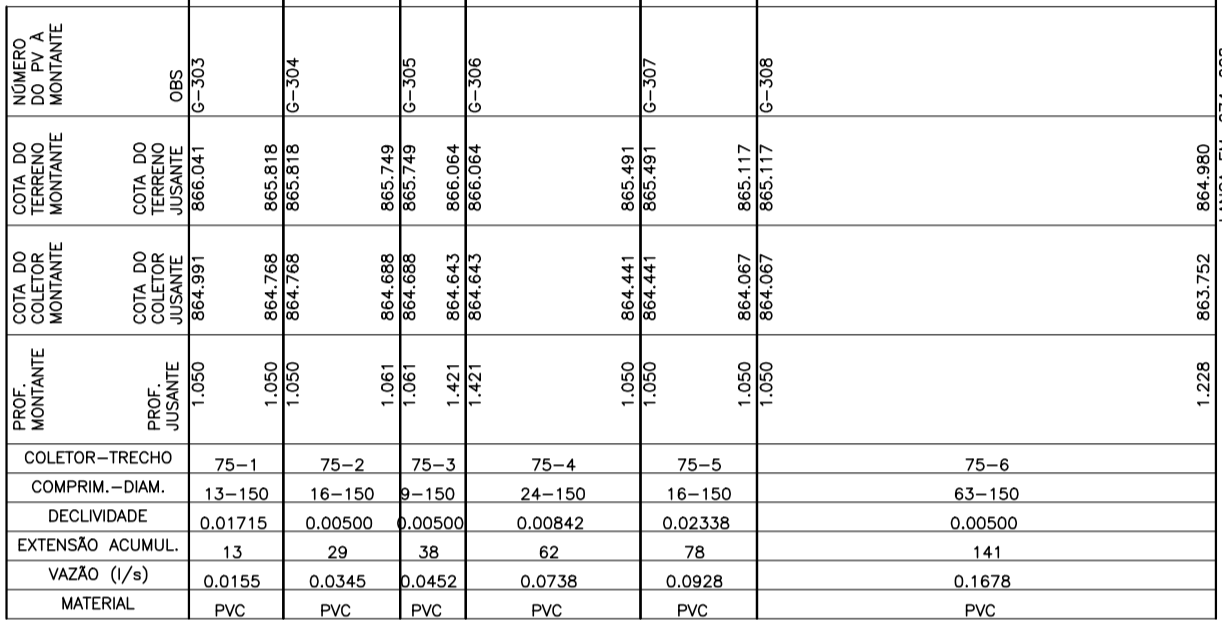 NÚMERO
DO PV À
MONTANTE
OBS
G-303
G-304
G-305
G-306
G-307
G-308
COTA DO
TERRENO
MONTANTE
COTA DO
TERRENO
JUSANTE
866.041
865.818
865.818
865.749
865.749
866.064
866.064
865.491
865.491
865.117
865.117
864.980
COTA DO
COLETOR
MONTANTE
COTA DO
COLETOR
JUSANTE
864.991
864.768
864.768
864.688
864.688
864.643
864.643
864.441
864.441
864.067
864.067
863.752
PROF.
MONTANTE
PROF.
JUSANTE
1.050
1.050
1.050
1.061
1.061
1.421
1.421
1.050
1.050
1.050
1.050
1.228
COLETOR-TRECHO 75-1 75-2 75-3 75-4 75-5 75-6
COMPRIM.-DIAM. 13-150 16-150 9-150 24-150 16-150 63-150
DECLIVIDADE 0.01715 0.00500 0.00500 0.00842 0.02338 0.00500
EXTENSÃO ACUMUL. 13 29 38 62 78 141
VAZÃO (l/s) 0.0155 0.0345 0.0452 0.0738 0.0928 0.1678
MATERIAL PVC PVC PVC PVC PVC PVC